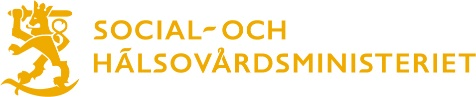 SOCIAL- OCH
HÄLSOVÅRDSMINISTERIET